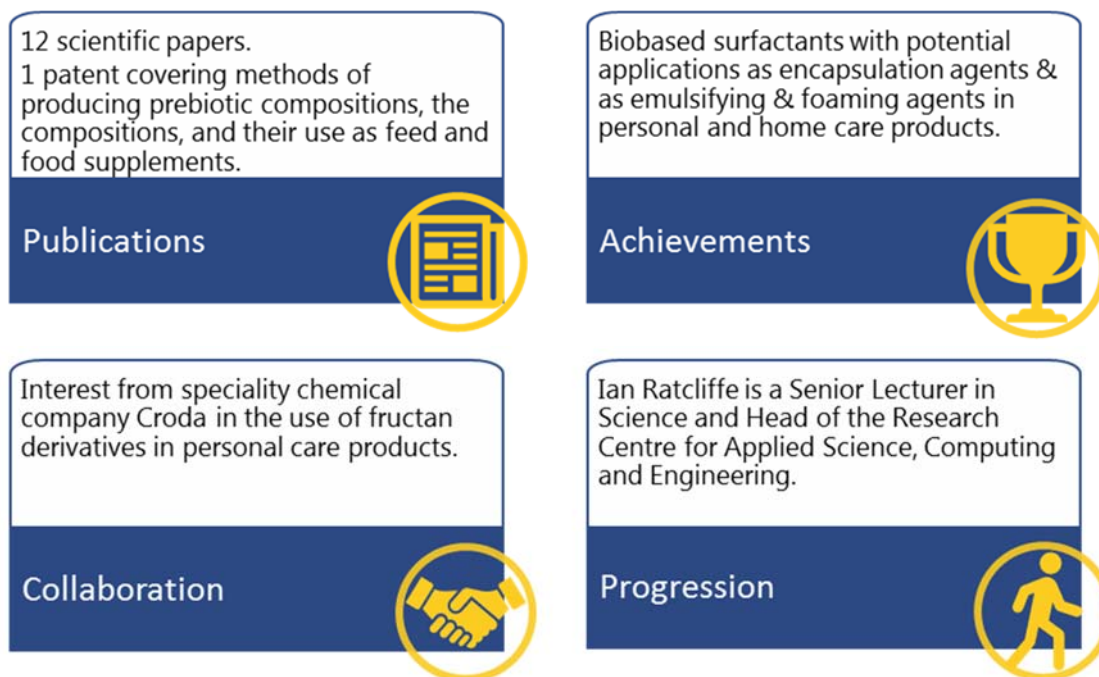 12 scientific papers.
1 patent covering methods of
producing prebiotic compositions, the
compositions, and their use as feed and
food supplements.
Publications
Biobased surfactants with potential
applications as encapsulation agents &
as emulsifying & foaming agents in
personal and home care products.
Achievements
Interest from speciality chemical
company Croda in the use of fructan
derivatives in personal care products.
Collaboration
Ian Ratcliffe is a Senior Lecturer in
Science and Head of the Research
Centre for Applied Science, Computing
and Engineering.
Progression